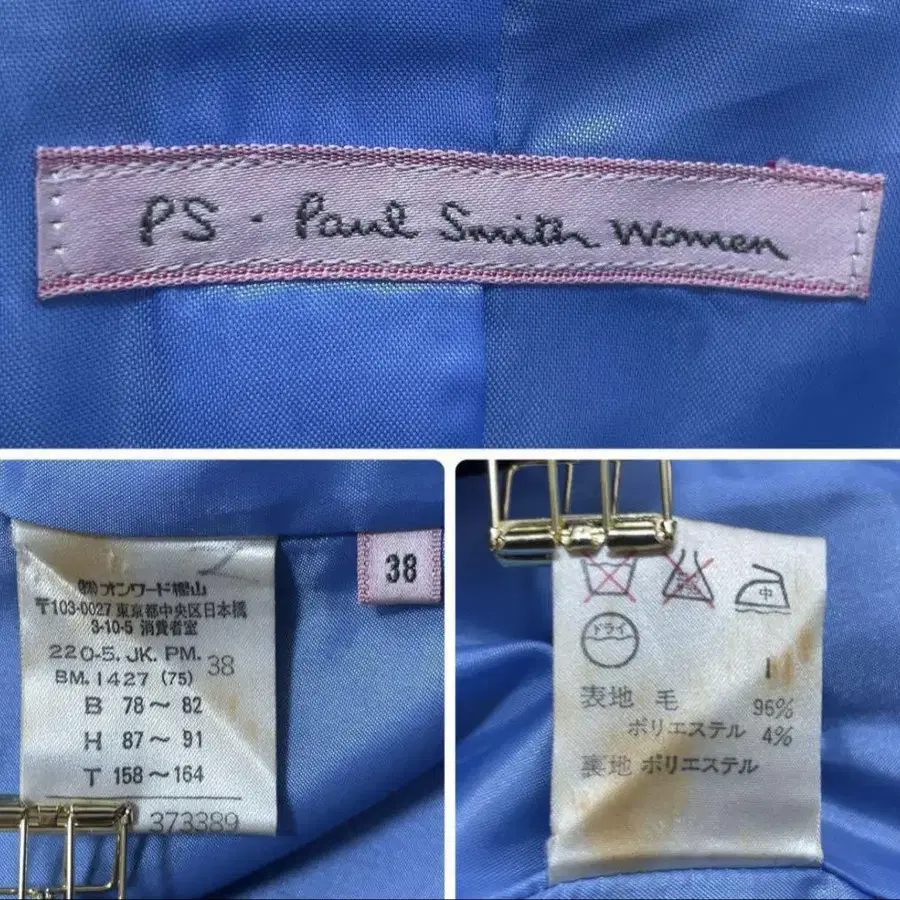 PS - Paul Smith Women
㈱オンワード樫山
〒103-0027 東京都中央区日本橋
3-10-5 消費者室
220-5. JK. PM. 38
BM. 1427 (75)
B 78〜82
H 87〜91
T 158〜164
373389
38
中
ドライ
I
表地 毛 96%
ポリエステル 4%
裏地 ポリエステル